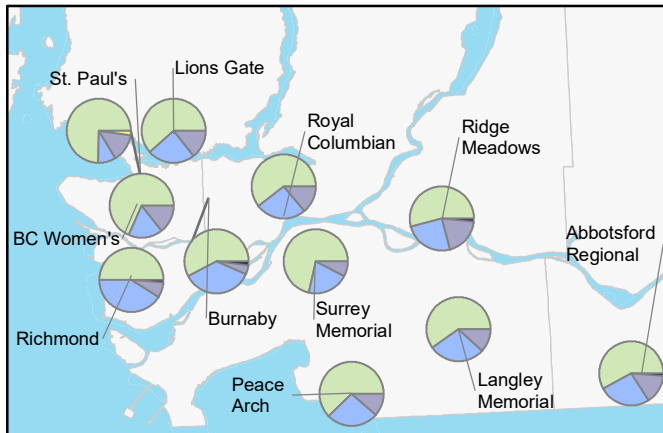 St. Paul's
Lions Gate
Royal
Columbian
Ridge
Meadows
BC Women's
Abbotsford
Regional
Richmond
Burnaby
Surrey
Memorial
Peace
Arch
Langley
Memorial